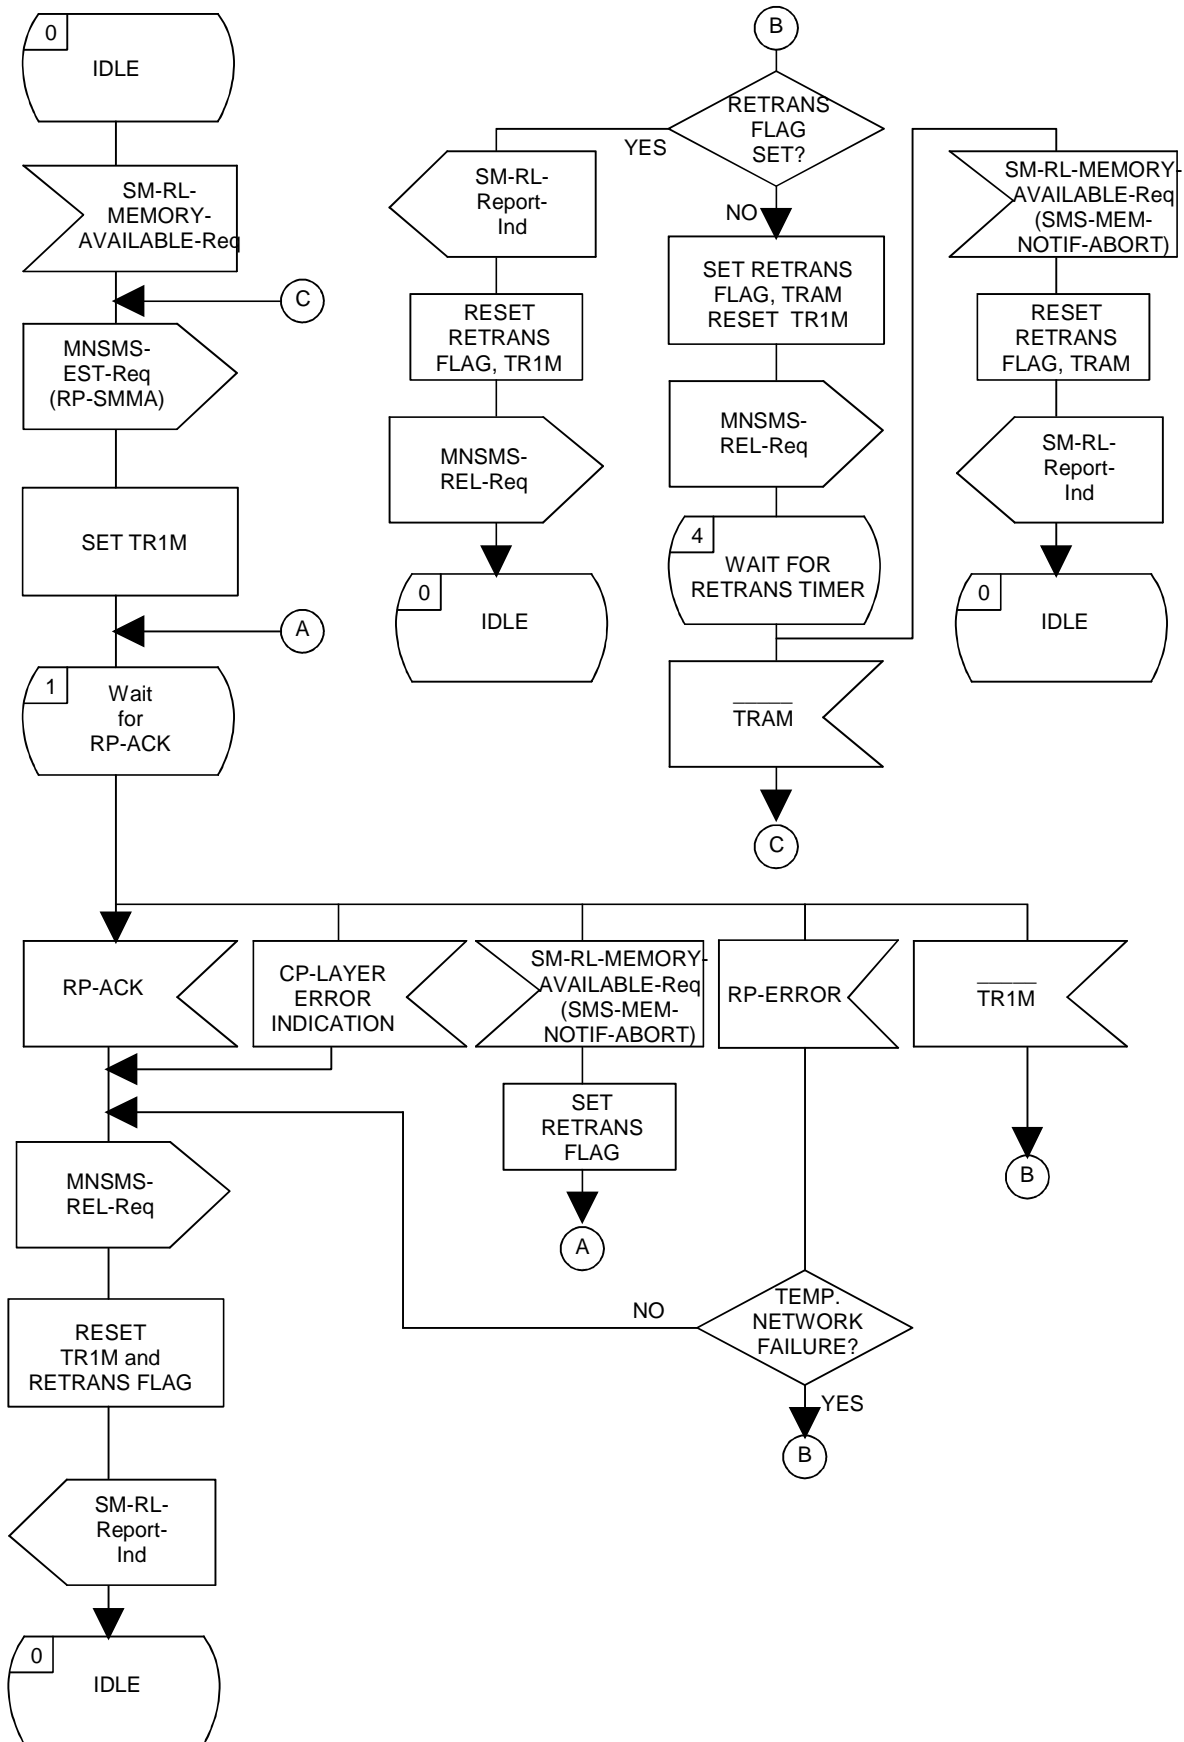 0
IDLE
SM-RL-
MEMORY-
AVAILABLE-Req
C
MNSMS-
EST-Req
(RP-SMMA)
SET TR1M
A
1
Wait
for
RP-ACK
B
RETRANS
FLAG
SET?
YES
NO
SM-RL-
Report-
Ind
RESET
RETRANS
FLAG, TR1M
MNSMS-
REL-Req
0
IDLE
SET RETRANS
FLAG, TRAM
RESET TR1M
MNSMS-
REL-Req
4
WAIT FOR
RETRANS TIMER
TRAM
C
SM-RL-MEMORY-
AVAILABLE-Req
(SMS-MEM-
NOTIF-ABORT)
RESET
RETRANS
FLAG, TRAM
SM-RL-
Report-
Ind
0
IDLE
RP-ACK
CP-LAYER
ERROR
INDICATION
SM-RL-MEMORY-
AVAILABLE-Req
(SMS-MEM-
NOTIF-ABORT)
RP-ERROR
TR1M
SET
RETRANS
FLAG
A
B
MNSMS-
REL-Req
NO
TEMP.
NETWORK
FAILURE?
YES
B
RESET
TR1M and
RETRANS FLAG
SM-RL-
Report-
Ind
0
IDLE